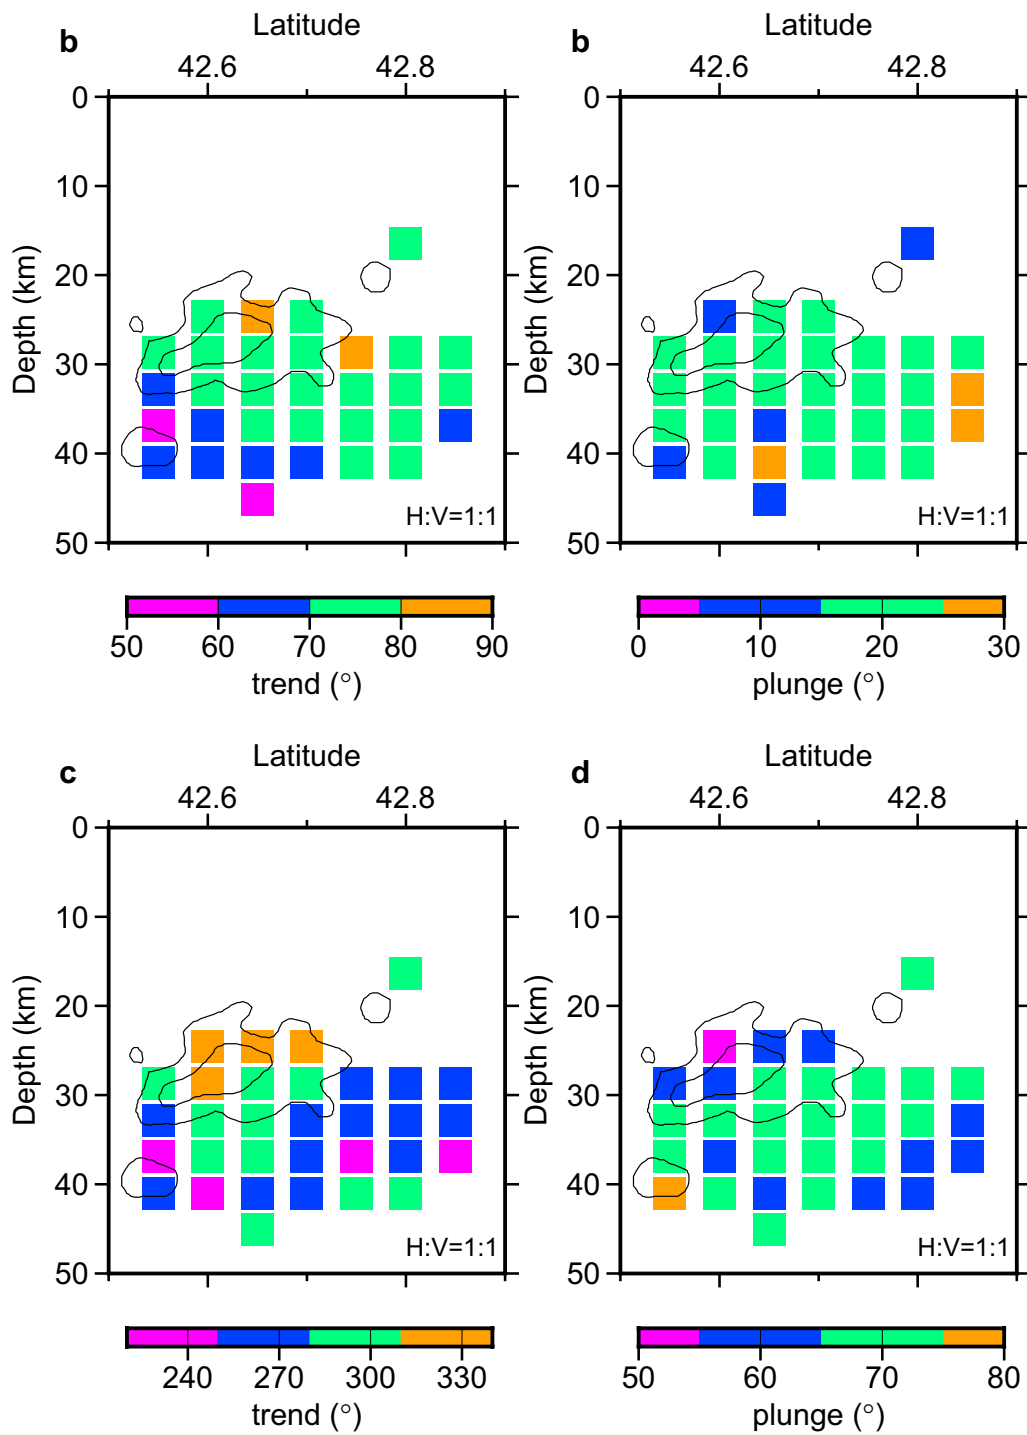 b
Latitude
42.6 42.8
0
10
20
30
40
50
Depth (km)
H:V=1:1
50 60 70 80 90
trend (°)
b
Latitude
42.6 42.8
0
10
20
30
40
50
Depth (km)
H:V=1:1
0 10 20 30
plunge (°)
c
Latitude
42.6 42.8
0
10
20
30
40
50
Depth (km)
H:V=1:1
240 270 300 330
trend (°)
d
Latitude
42.6 42.8
0
10
20
30
40
50
Depth (km)
H:V=1:1
50 60 70 80
plunge (°)